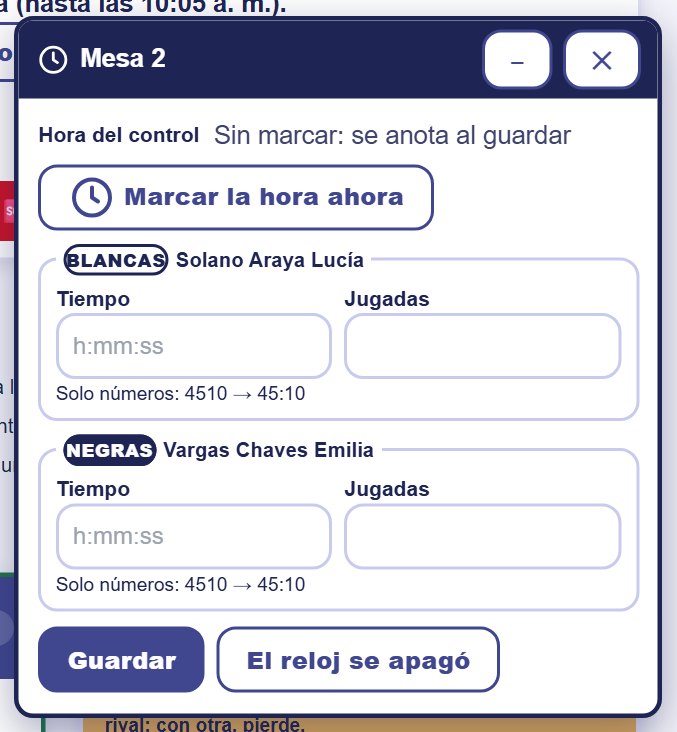 a (hasta las 10:05 a. m.).
Mesa 2
Hora del control Sin marcar: se anota al guardar
Marcar la hora ahora
BLANCAS Solano Araya Lucía
Tiempo Jugadas
h:mm:ss
Solo números: 4510 → 45:10
NEGRAS Vargas Chaves Emilia
Tiempo Jugadas
h:mm:ss
Solo números: 4510 → 45:10
Guardar El reloj se apagó
rival; con otra, pierde.